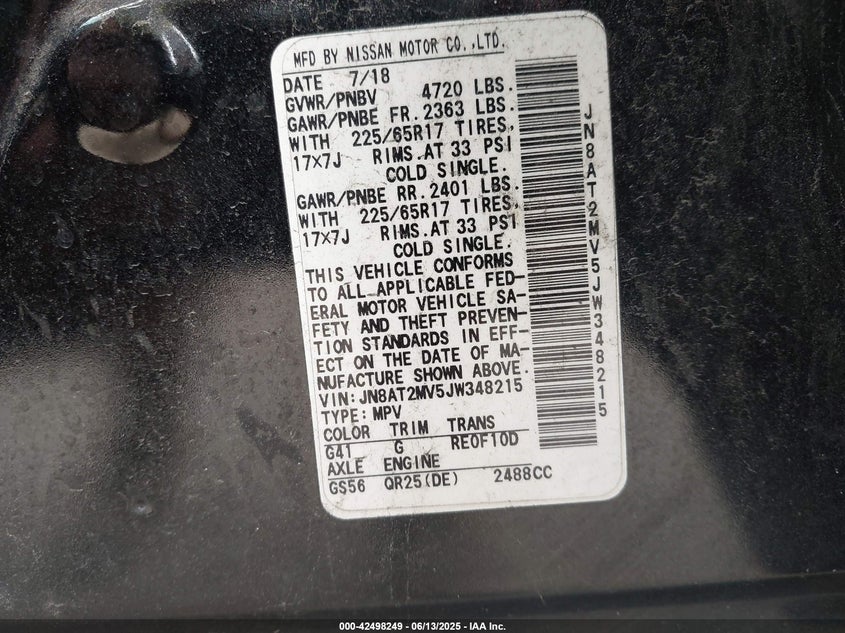 MFD BY NISSAN MOTOR CO.,LTD.
DATE 7/18
GVWR/PNBV 4720 LBS.
GAWR/PNBE FR. 2363 LBS.
WITH 225/65R17 TIRES,
17×7J RIMS.AT 33 PSI
COLD SINGLE.
GAWR/PNBE RR. 2401 LBS.
WITH 225/65R17 TIRES,
17×7J RIMS.AT 33 PSI
COLD SINGLE.
THIS VEHICLE CONFORMS
TO ALL APPLICABLE FED-
ERAL MOTOR VEHICLE SA-
FETY AND THEFT PREVEN-
TION STANDARDS IN EFF-
ECT ON THE DATE OF MA-
NUFACTURE SHOWN ABOVE.
VIN:JN8AT2MV5JW348215
TYPE:MPV
COLOR TRIM TRANS
G41 G RE0F10D
AXLE ENGINE
GS56 QR25(DE) 2488CC
JN8AT2MV5JW348215
000-42498249 - 06/13/2025 - IAA Inc.